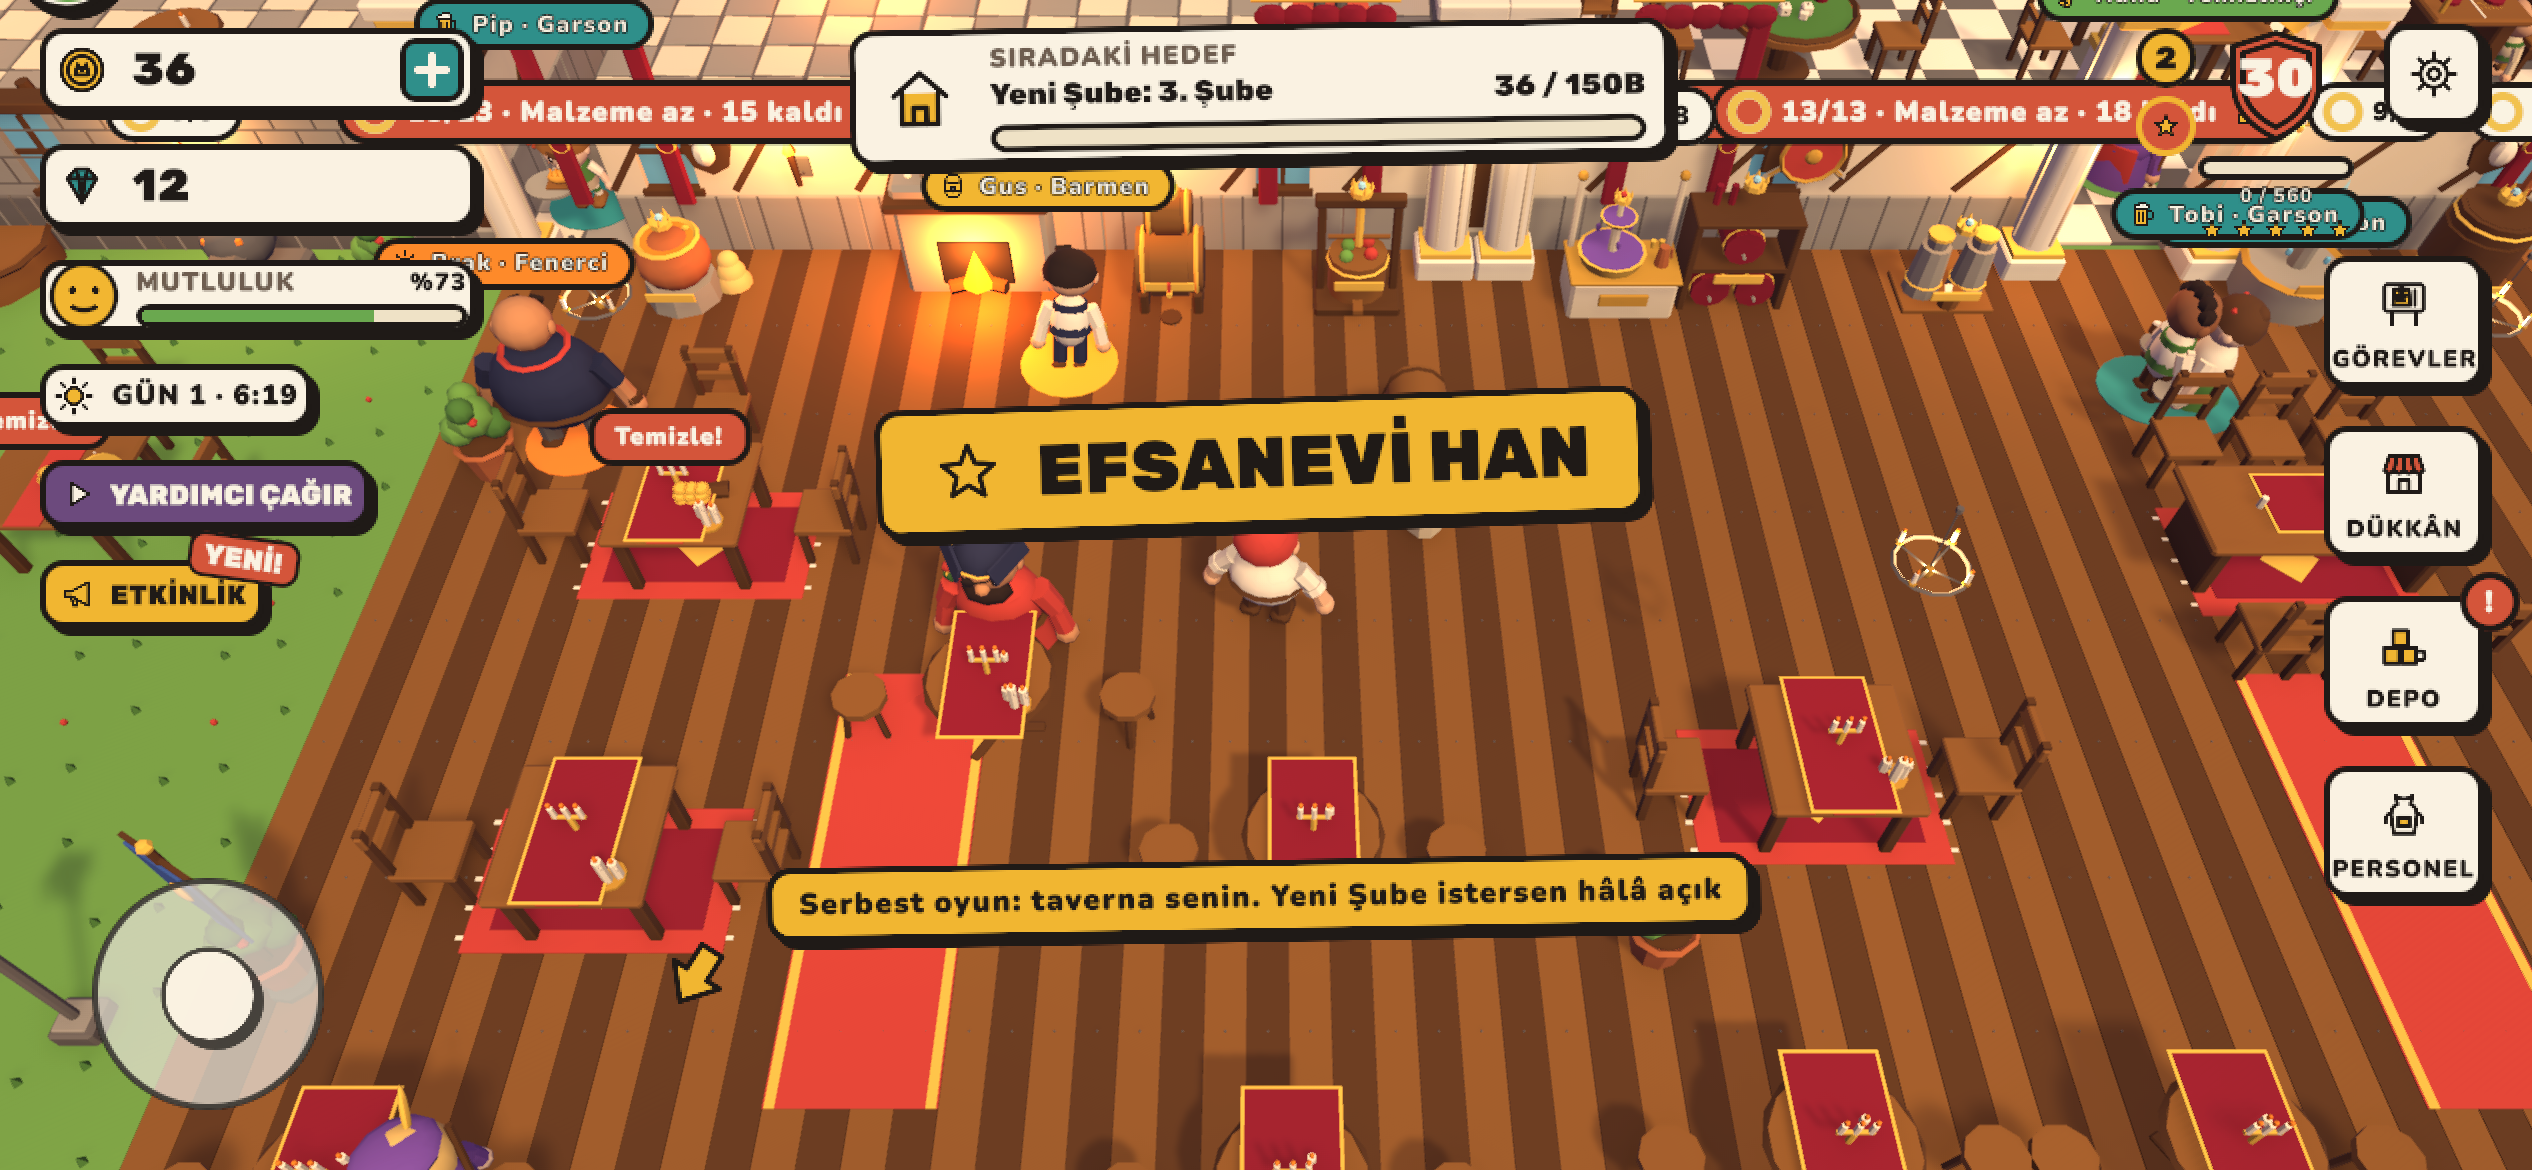 Pip · Garson
36
SIRADAKİ HEDEF
Yeni Şube: 3. Şube
36 / 150B
2
30
3 · Malzeme az · 15 kaldı
13/13 · Malzeme az · 18
12
Gus · Barmen
0 / 560
Tobi · Garson
· Fenerci
MUTLULUK
%73
GÖREVLER
GÜN 1 · 6:19
Temizle!
EFSANEVİ HAN
YARDIMCI ÇAĞIR
DÜKKÂN
YENİ!
ETKİNLİK
!
DEPO
PERSONEL
Serbest oyun: taverna senin. Yeni Şube istersen hâlâ açık